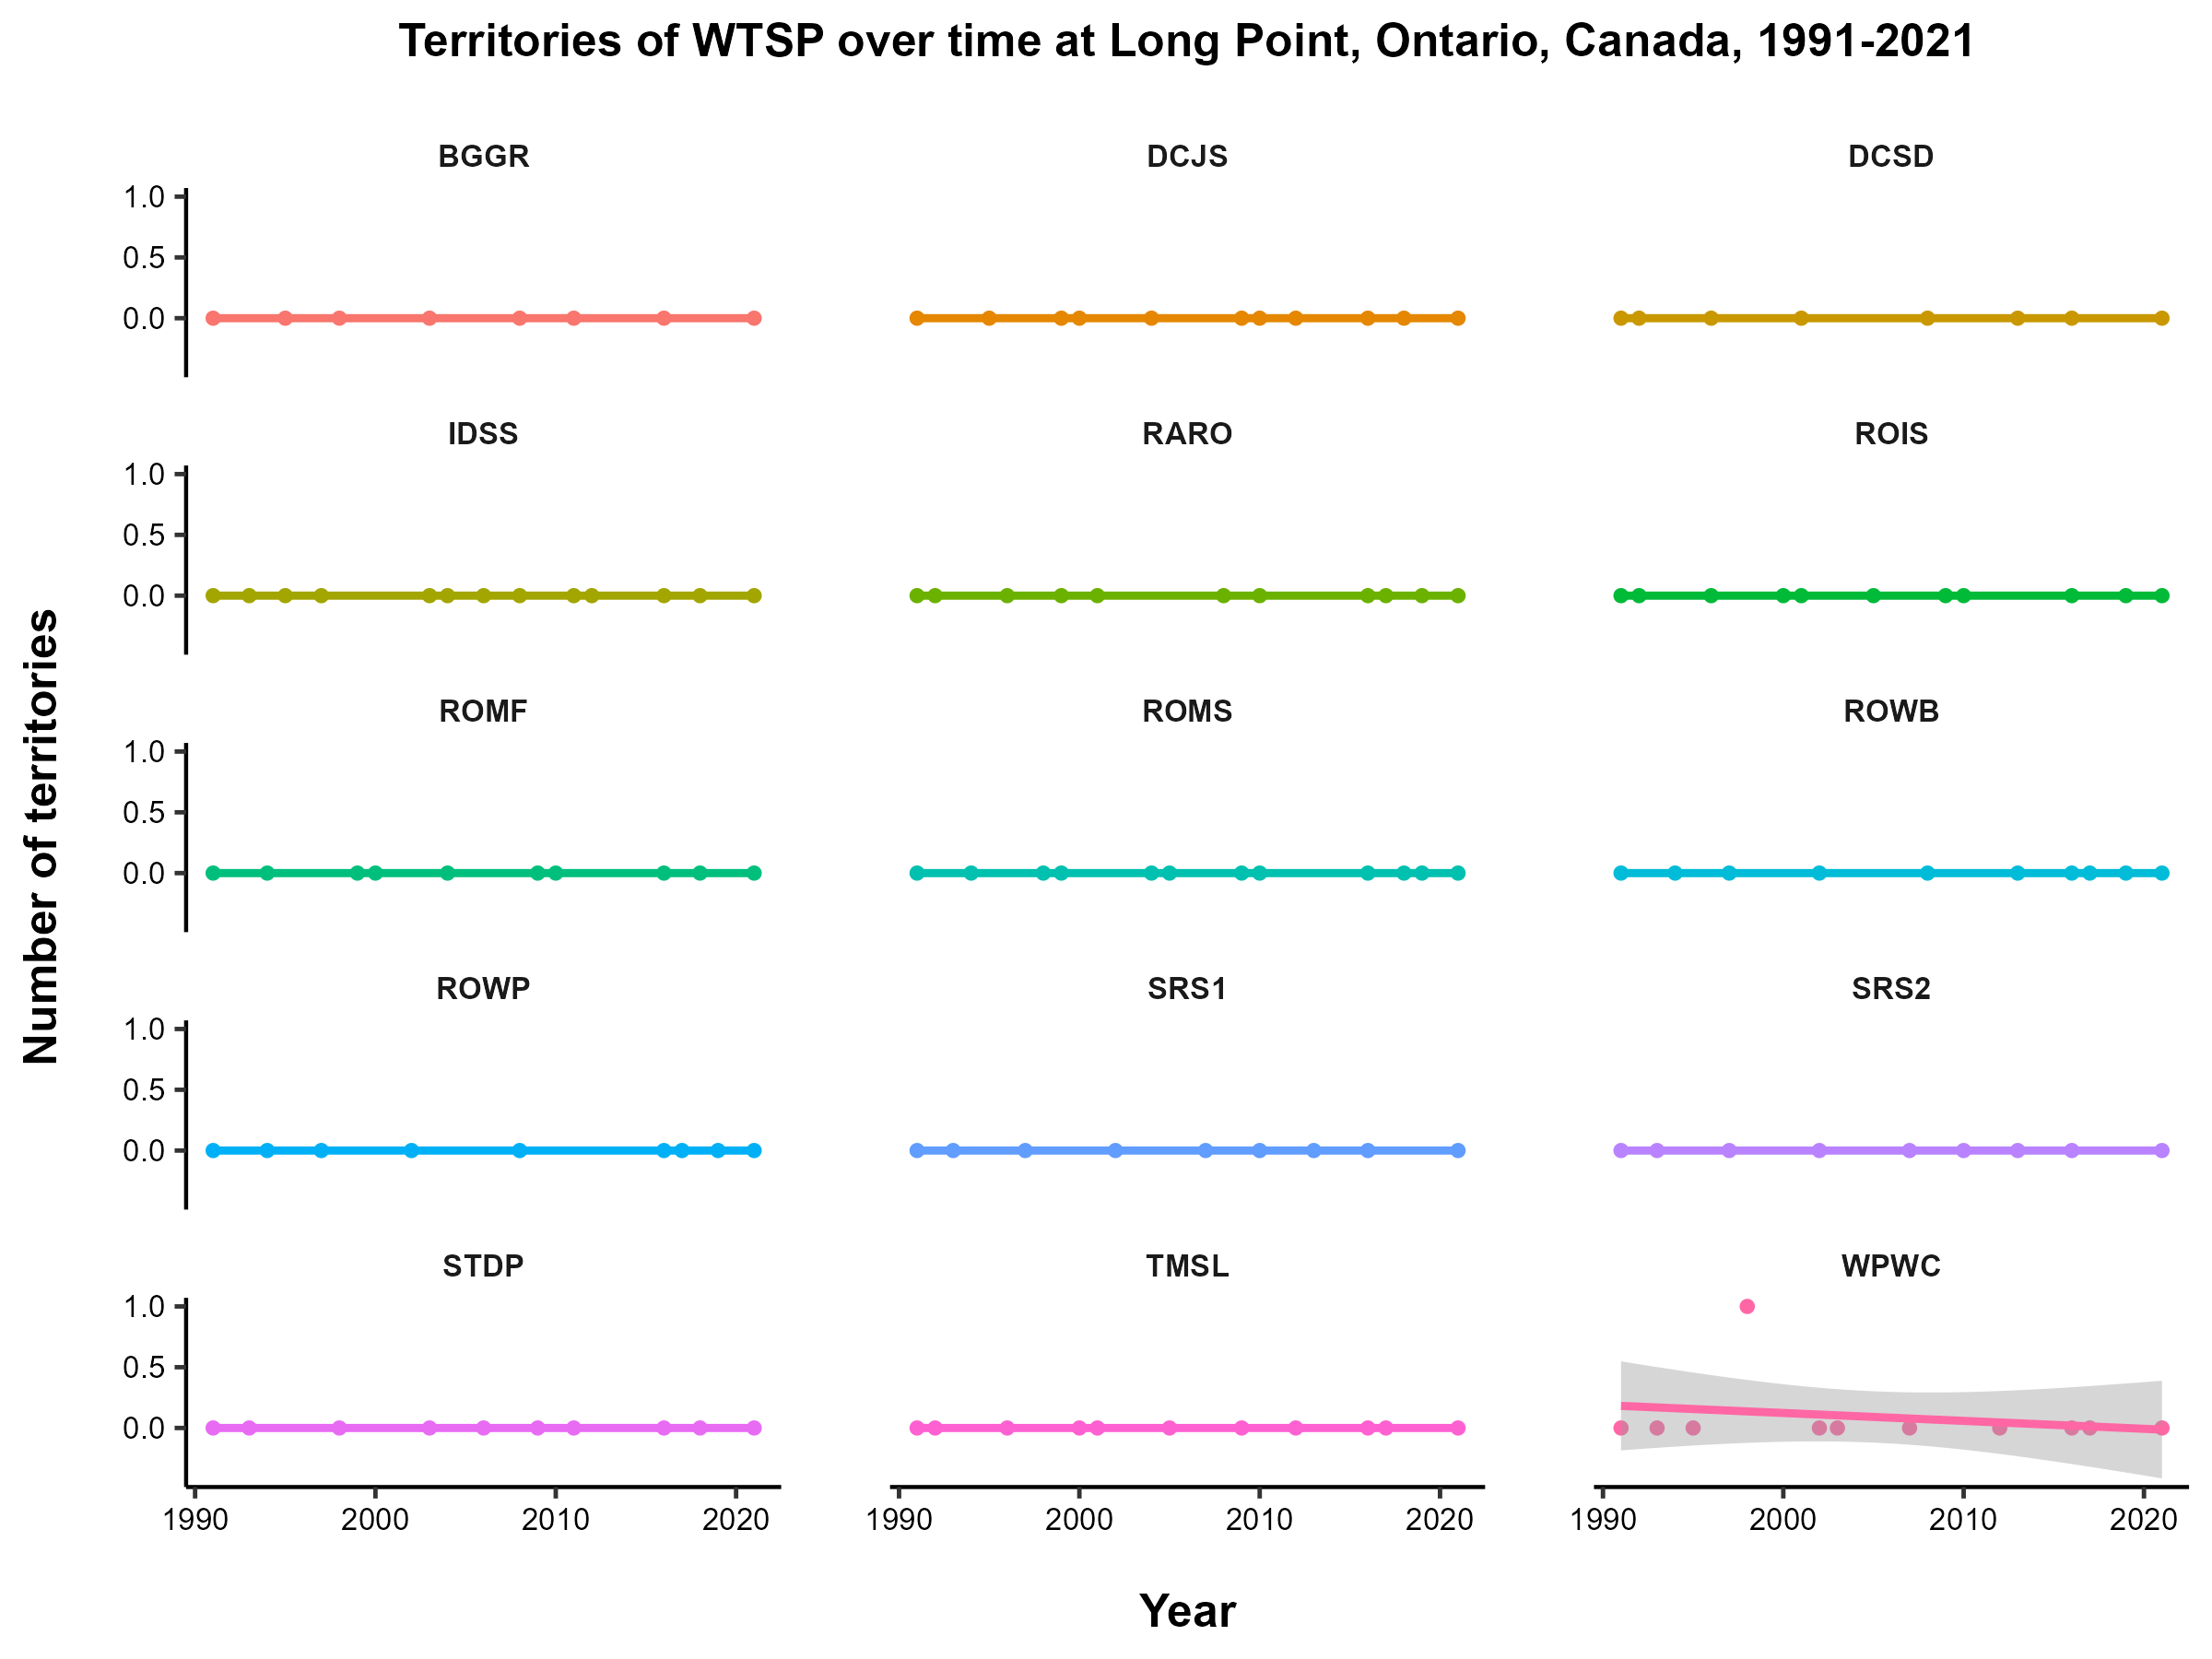 Territories of WTSP over time at Long Point, Ontario, Canada, 1991-2021
BGGR DCJS DCSD
1.0
0.5
0.0
IDSS RARO ROIS
1.0
0.5
0.0
ROMF ROMS ROWB
1.0
0.5
0.0
ROWP SRS1 SRS2
1.0
0.5
0.0
STDP TMSL WPWC
1.0
0.5
0.0
1990 2000 2010 2020 1990 2000 2010 2020 1990 2000 2010 2020
Number of territories
Year